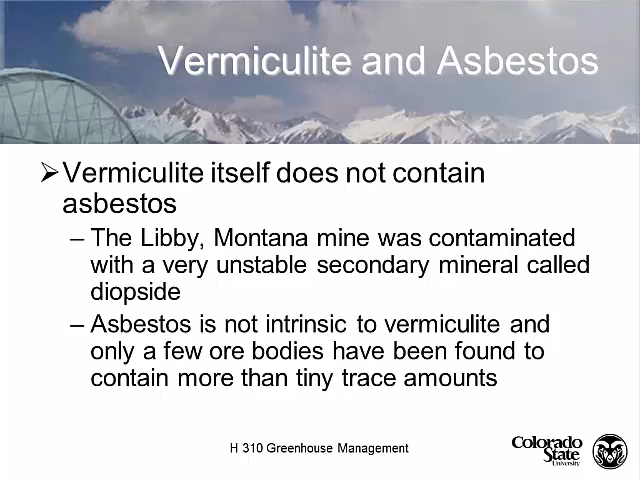 Vermiculite and Asbestos
➢Vermiculite itself does not contain
asbestos
– The Libby, Montana mine was contaminated
with a very unstable secondary mineral called
diopside
– Asbestos is not intrinsic to vermiculite and
only a few ore bodies have been found to
contain more than tiny trace amounts
H 310 Greenhouse Management
Colorado
State
University